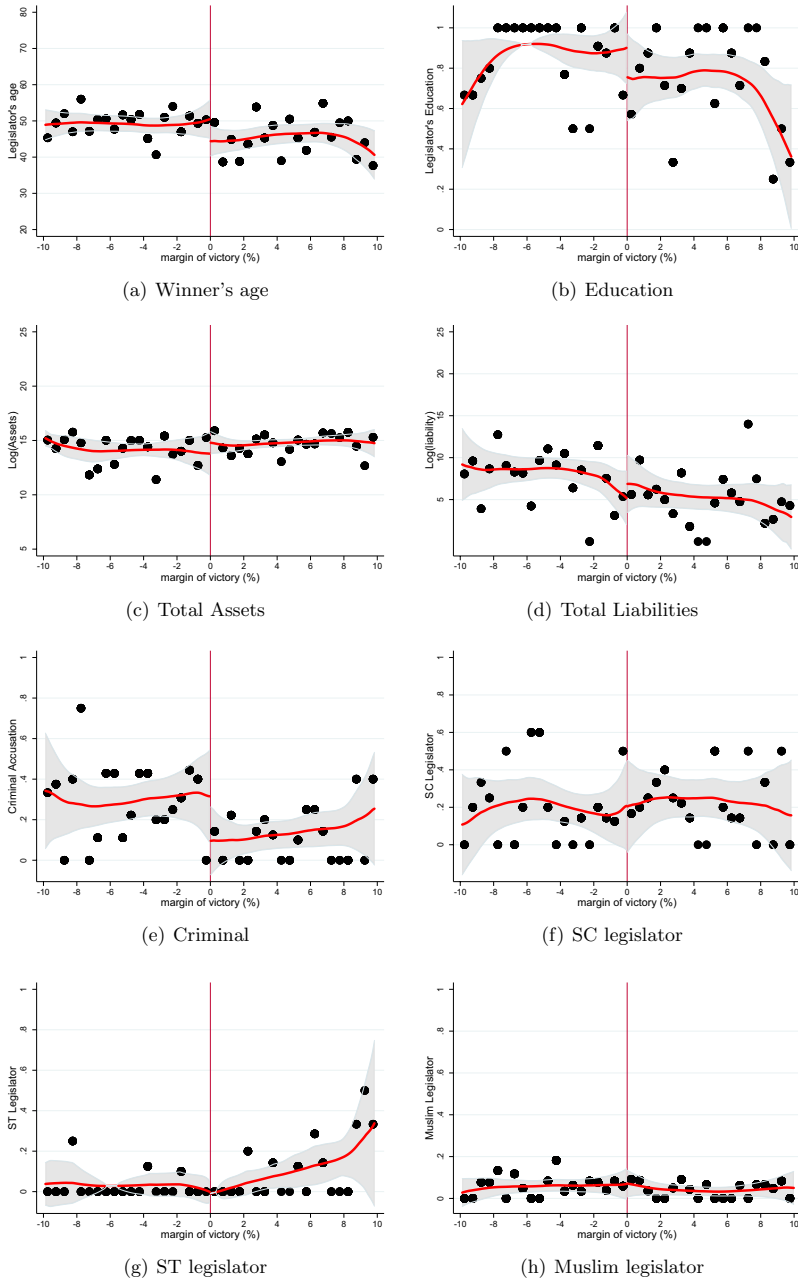 80
70
60
50
40
30
20
Legislator's age
-10 -8 -6 -4 -2 0 2 4 6 8 10
margin of victory (%)
(a) Winner's age
1
.8
.6
.4
.2
0
Legislator's Education
-10 -8 -6 -4 -2 0 2 4 6 8 10
margin of victory (%)
(b) Education
25
20
15
10
5
Log(Assets)
-10 -8 -6 -4 -2 0 2 4 6 8 10
margin of victory (%)
(c) Total Assets
25
20
15
10
5
Log(liability)
-10 -8 -6 -4 -2 0 2 4 6 8 10
margin of victory (%)
(d) Total Liabilities
1
.8
.6
.4
.2
0
Criminal Accusation
-10 -8 -6 -4 -2 0 2 4 6 8 10
margin of victory (%)
(e) Criminal
1
.8
.6
.4
.2
0
SC Legislator
-10 -8 -6 -4 -2 0 2 4 6 8 10
margin of victory (%)
(f) SC legislator
1
.8
.6
.4
.2
0
ST Legislator
-10 -8 -6 -4 -2 0 2 4 6 8 10
margin of victory (%)
(g) ST legislator
1
.8
.6
.4
.2
0
Muslim Legislator
-10 -8 -6 -4 -2 0 2 4 6 8 10
margin of victory (%)
(h) Muslim legislator